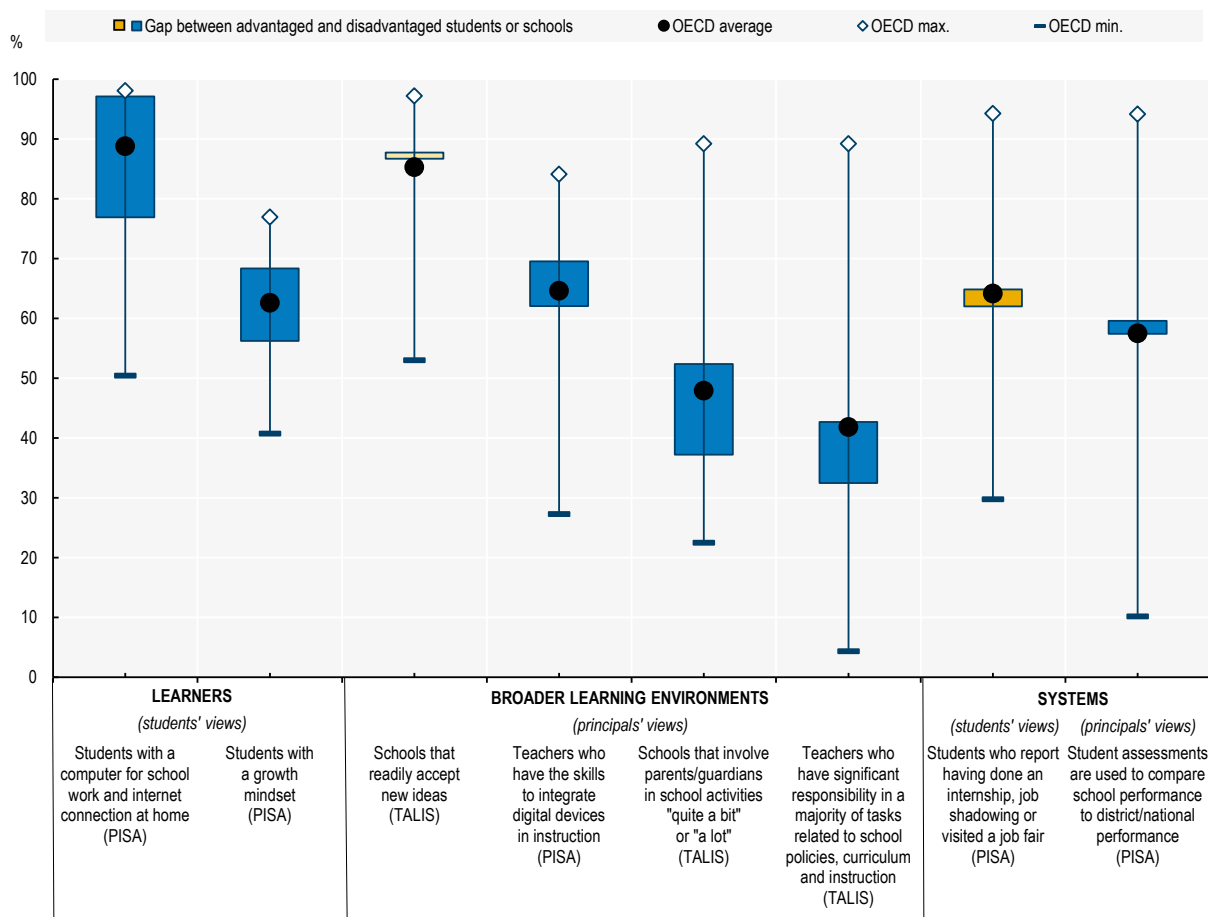 Gap between advantaged and disadvantaged students or schools
OECD average
OECD max.
OECD min.
%
100
90
80
70
60
50
40
30
20
10
0
LEARNERS
(students' views)
Students with a
computer for school
work and internet
connection at home
(PISA)
Students with
a growth
mindset
(PISA)
BROADER LEARNING ENVIRONMENTS
(principals' views)
Schools that
readily accept
new ideas
(TALIS)
Teachers who
have the skills
to integrate
digital devices
in instruction
(PISA)
Schools that involve
parents/guardians
in school activities
"quite a bit"
or "a lot"
(TALIS)
Teachers who
have significant
responsibility in a
majority of tasks
related to school
policies, curriculum
and instruction
(TALIS)
SYSTEMS
(students' views)
Students who report
having done an
internship, job
shadowing or
visited a job fair
(PISA)
(principals' views)
Student assessments
are used to compare
school performance
to district/national
performance
(PISA)